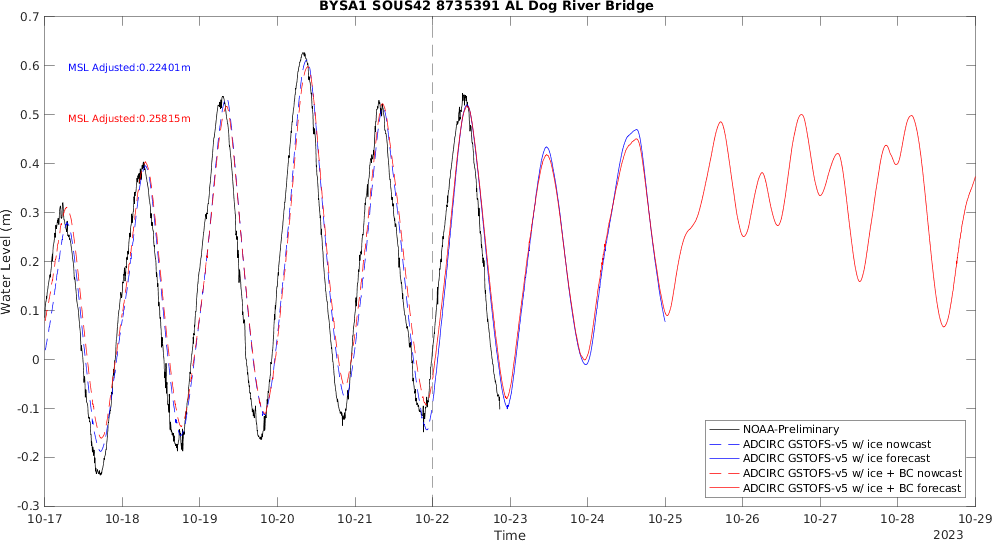 BYSA1 SOUS42 8735391 AL Dog River Bridge
0.7
0.6
0.5
0.4
0.3
0.2
0.1
0
-0.1
-0.2
-0.3
Water Level (m)
MSL Adjusted:0.22401m
MSL Adjusted:0.25815m
NOAA-Preliminary
ADCIRC GSTOFS-v5 w/ ice nowcast
ADCIRC GSTOFS-v5 w/ ice forecast
ADCIRC GSTOFS-v5 w/ ice + BC nowcast
ADCIRC GSTOFS-v5 w/ ice + BC forecast
10-17 10-18 10-19 10-20 10-21 10-22 10-23 10-24 10-25 10-26 10-27 10-28 10-29
Time
2023